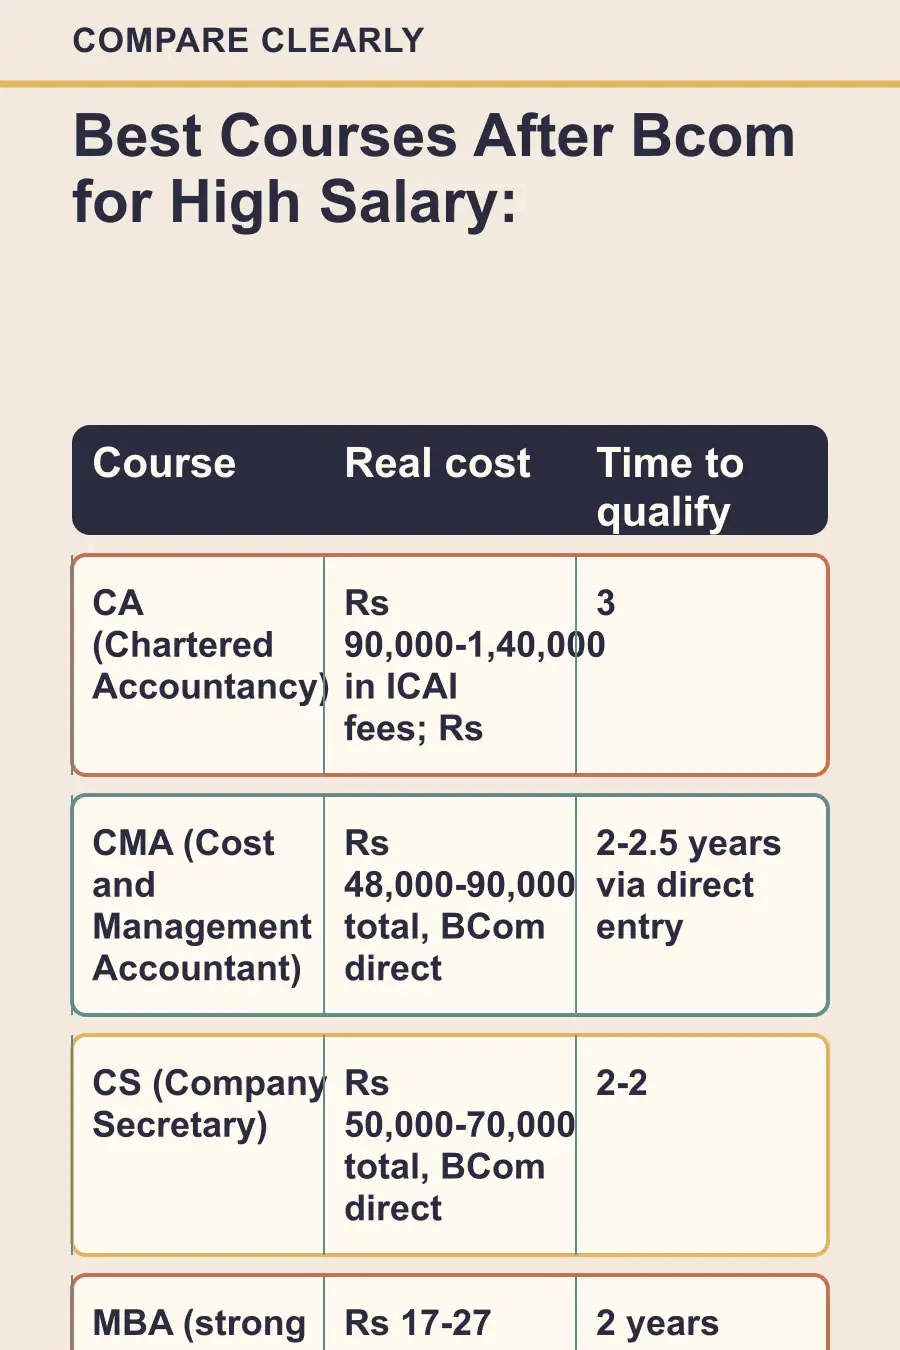 COMPARE CLEARLY
Best Courses After Bcom
for High Salary:
Course
Real cost
Time to
qualify
CA
(Chartered
Accountancy)
Rs
90,000-1,40,000
in ICAI
fees; Rs
3
CMA (Cost
and
Management
Accountant)
Rs
48,000-90,000
total, BCom
direct
2-2.5 years
via direct
entry
CS (Company
Secretary)
Rs
50,000-70,000
total, BCom
direct
2-2
MBA (strong
Rs 17-27
2 years